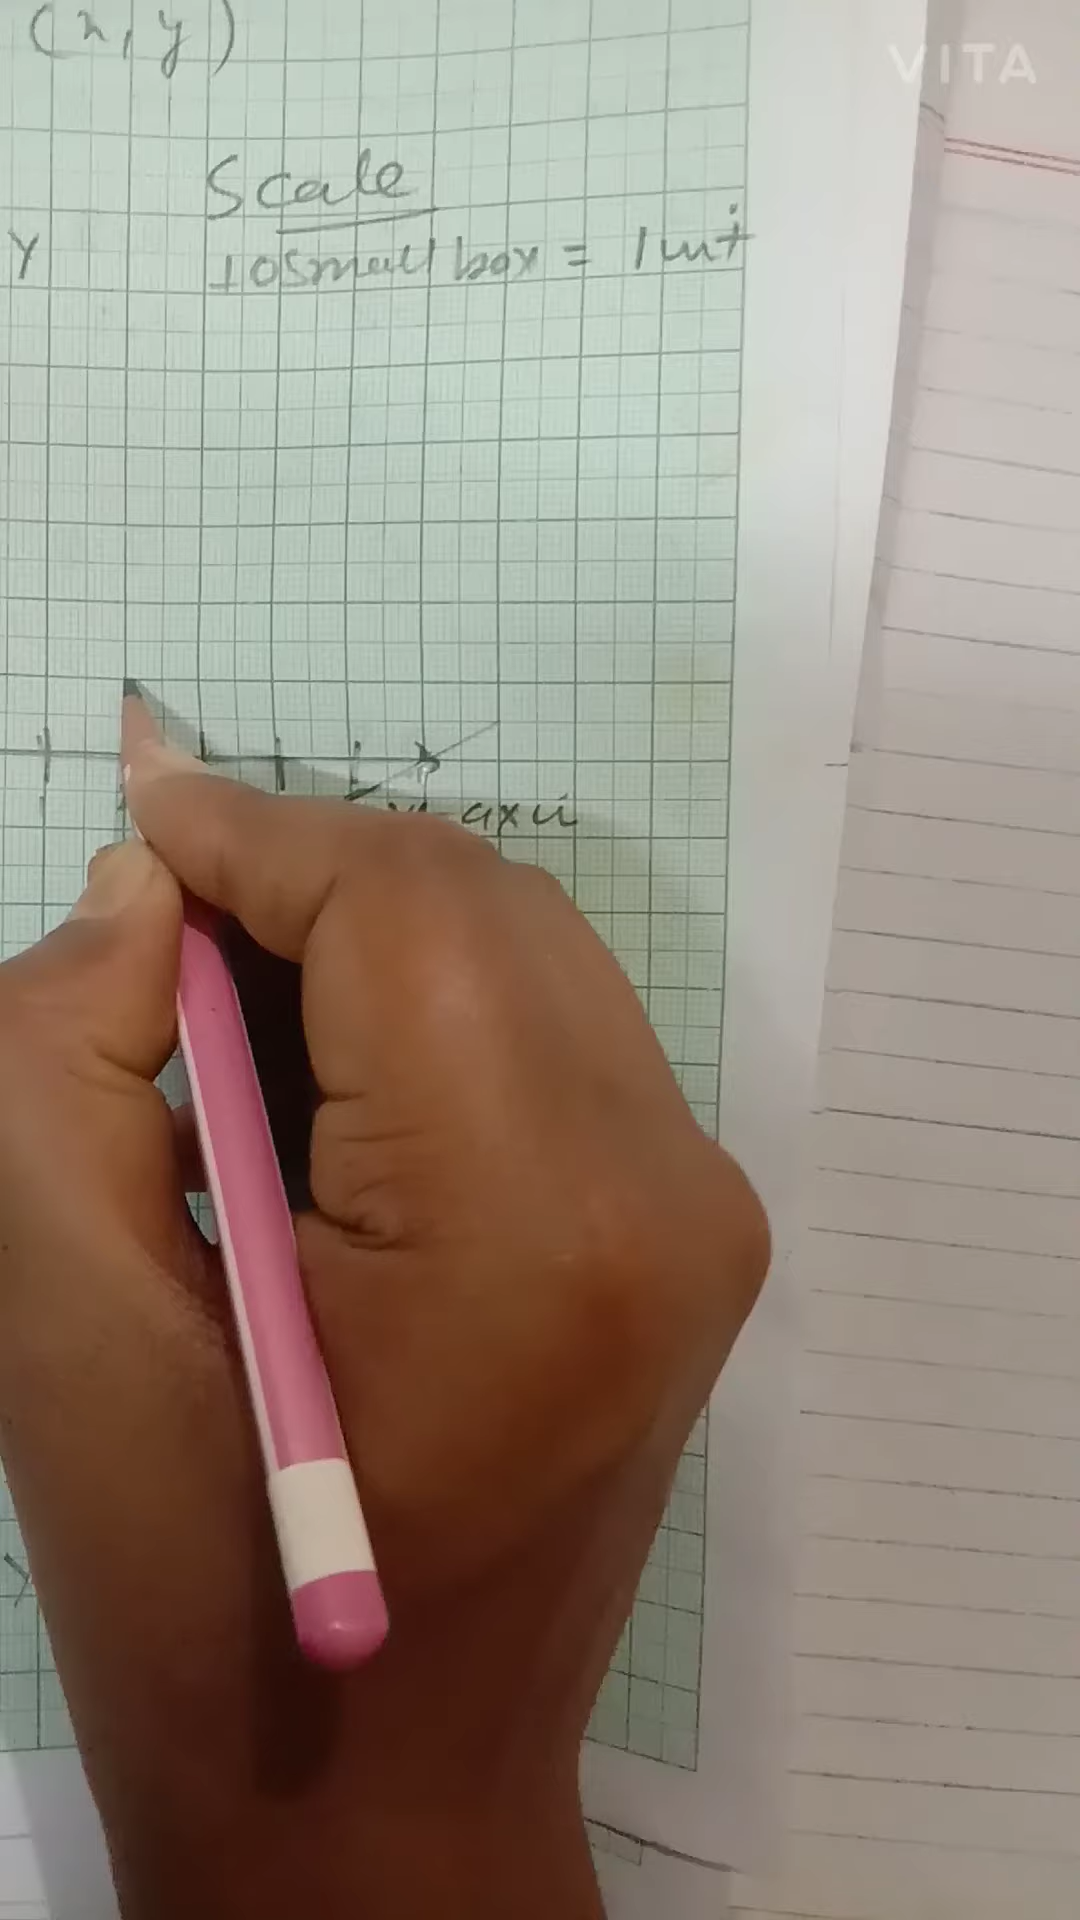 (x, y)
VITA
Scale
Y
10 small box = 1 unit
x-axis